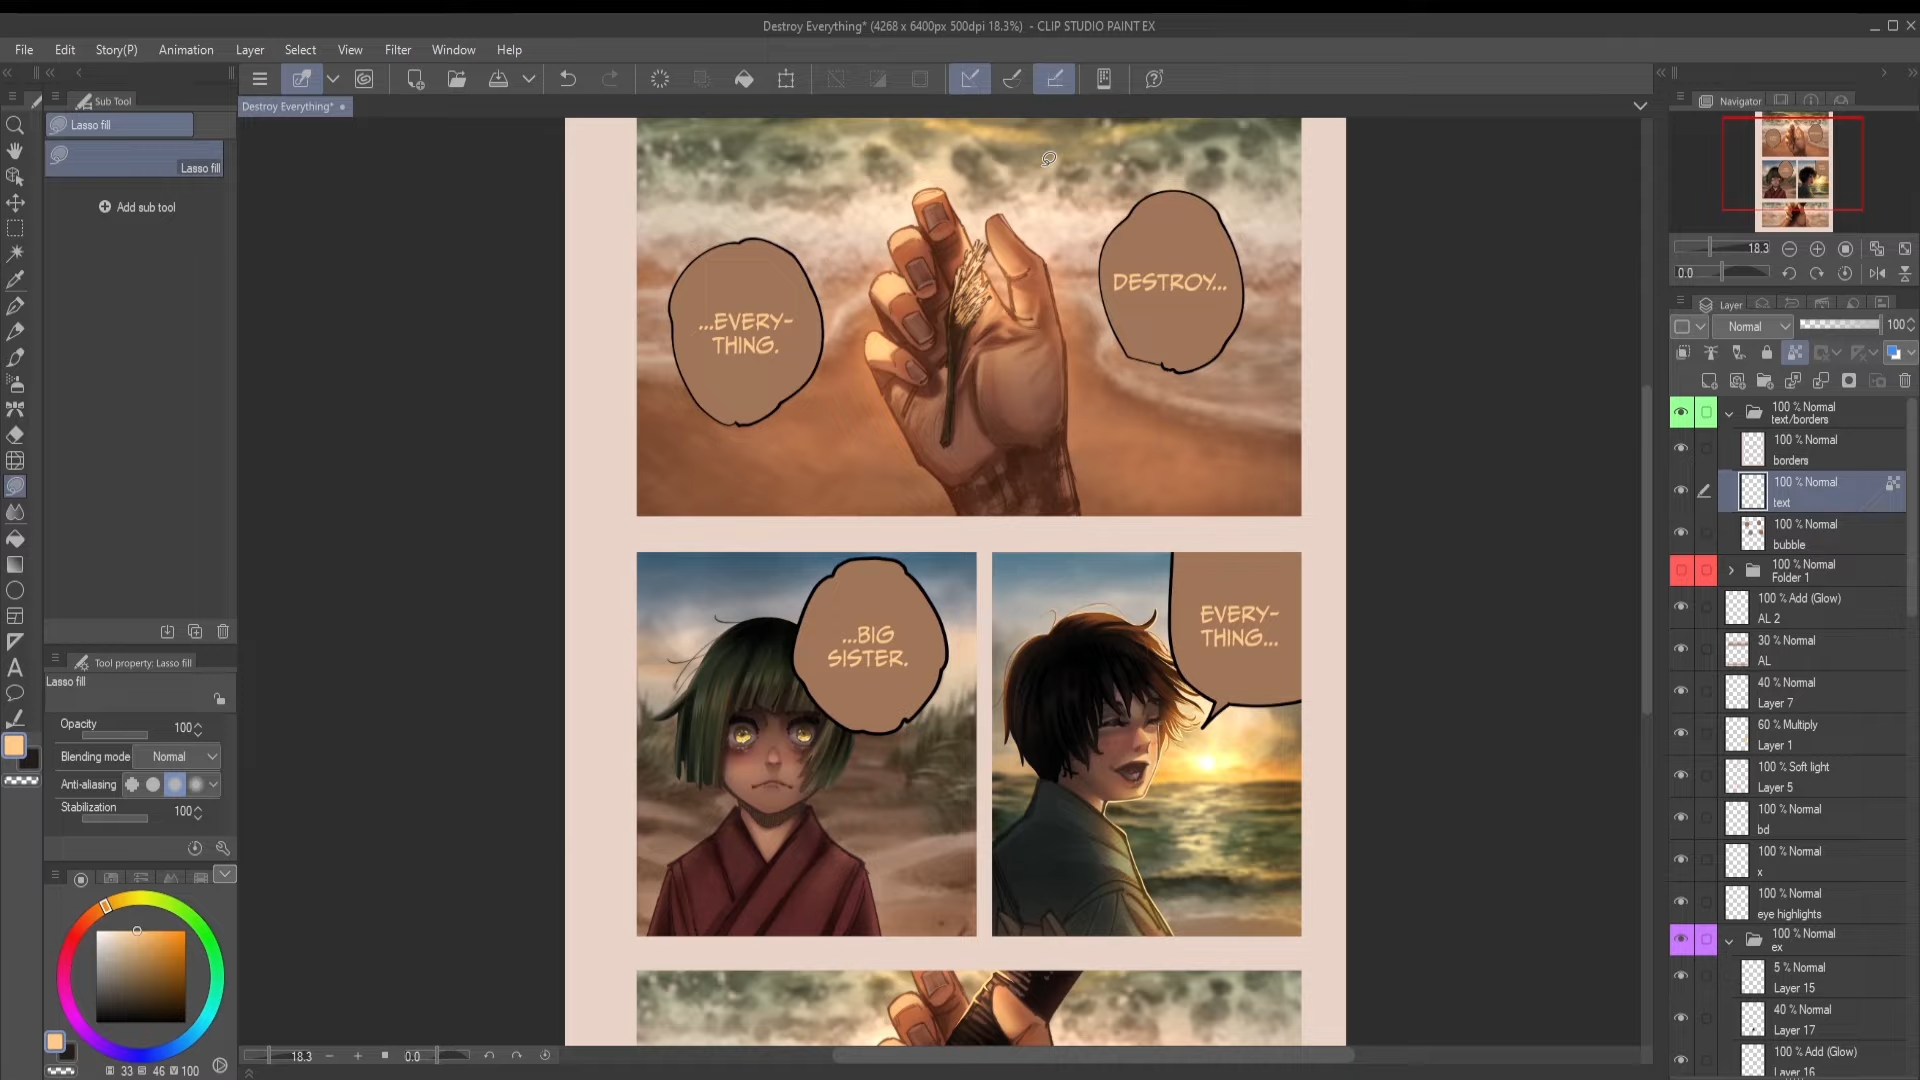 Destroy Everything* (4268 x 6400px 500dpi 18.3%) - CLIP STUDIO PAINT EX
File Edit Story(P) Animation Layer Select View Filter Window Help
Sub Tool
Lasso fill
Lasso fill
Add sub tool
Tool property: Lasso fill
Lasso fill
Opacity 100
Blending mode Normal
Anti-aliasing
Stabilization 100
33 46 100
Destroy Everything*
DESTROY...
...EVERY-
THING.
...BIG
SISTER.
EVERY-
THING...
18.3 0.0
Navigator
18.3
0.0
Layer
Normal 100
100 % Normal
text/borders
100 % Normal
borders
100 % Normal
text
100 % Normal
bubble
100 % Normal
Folder 1
100 % Add (Glow)
AL 2
30 % Normal
AL
40 % Normal
Layer 7
60 % Multiply
Layer 1
100 % Soft light
Layer 5
100 % Normal
bd
100 % Normal
x
100 % Normal
eye highlights
100 % Normal
ex
5 % Normal
Layer 15
40 % Normal
Layer 17
100 % Add (Glow)
Layer 16